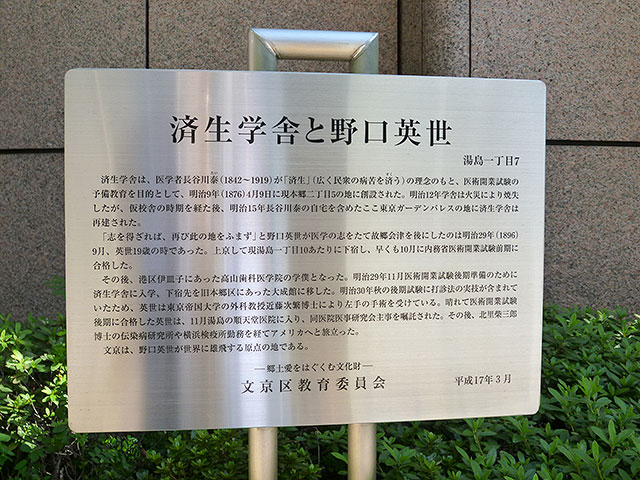 済生学舎と野口英世
湯島一丁目7
済生学舎は、医学者長谷川泰(1842〜1919)が「済生」(広く民衆の病苦を済う)の理念のもと、医術開業試験の
予備教育を目的として、明治9年(1876)4月9日に現本郷二丁目5の地に創設された。明治12年学舎は火災により焼失
したが、仮校舎の時期を経た後、明治15年長谷川泰の自宅を含めたここ東京ガーデンパレスの地に済生学舎は
再建された。
「志を得ざれば、再び此の地をふまず」と野口英世が医学の志をたて故郷会津を後にしたのは明治29年(1896)
9月、英世19歳の時であった。上京して現湯島一丁目10あたりに下宿し、早くも10月に内務省医術開業試験前期に
合格した。
その後、港区伊皿子にあった高山歯科医学院の学僕となった。明治29年11月医術開業試験後期準備のために
済生学舎に入学、下宿先を旧本郷区にあった大成館に移した。明治30年秋の後期試験に打診法の実技が含まれて
いたため、英世は東京帝国大学の外科教授近藤次繁博士により左手の手術を受けている。晴れて医術開業試験
後期に合格した英世は、11月湯島の順天堂医院に入り、同医院医事研究会主事を嘱託された。その後、北里柴三郎
博士の伝染病研究所や横浜検疫所勤務を経てアメリカへと旅立った。
文京は、野口英世が世界に雄飛する原点の地である。
―郷土愛をはぐくむ文化財―
文京区教育委員会
平成17年3月